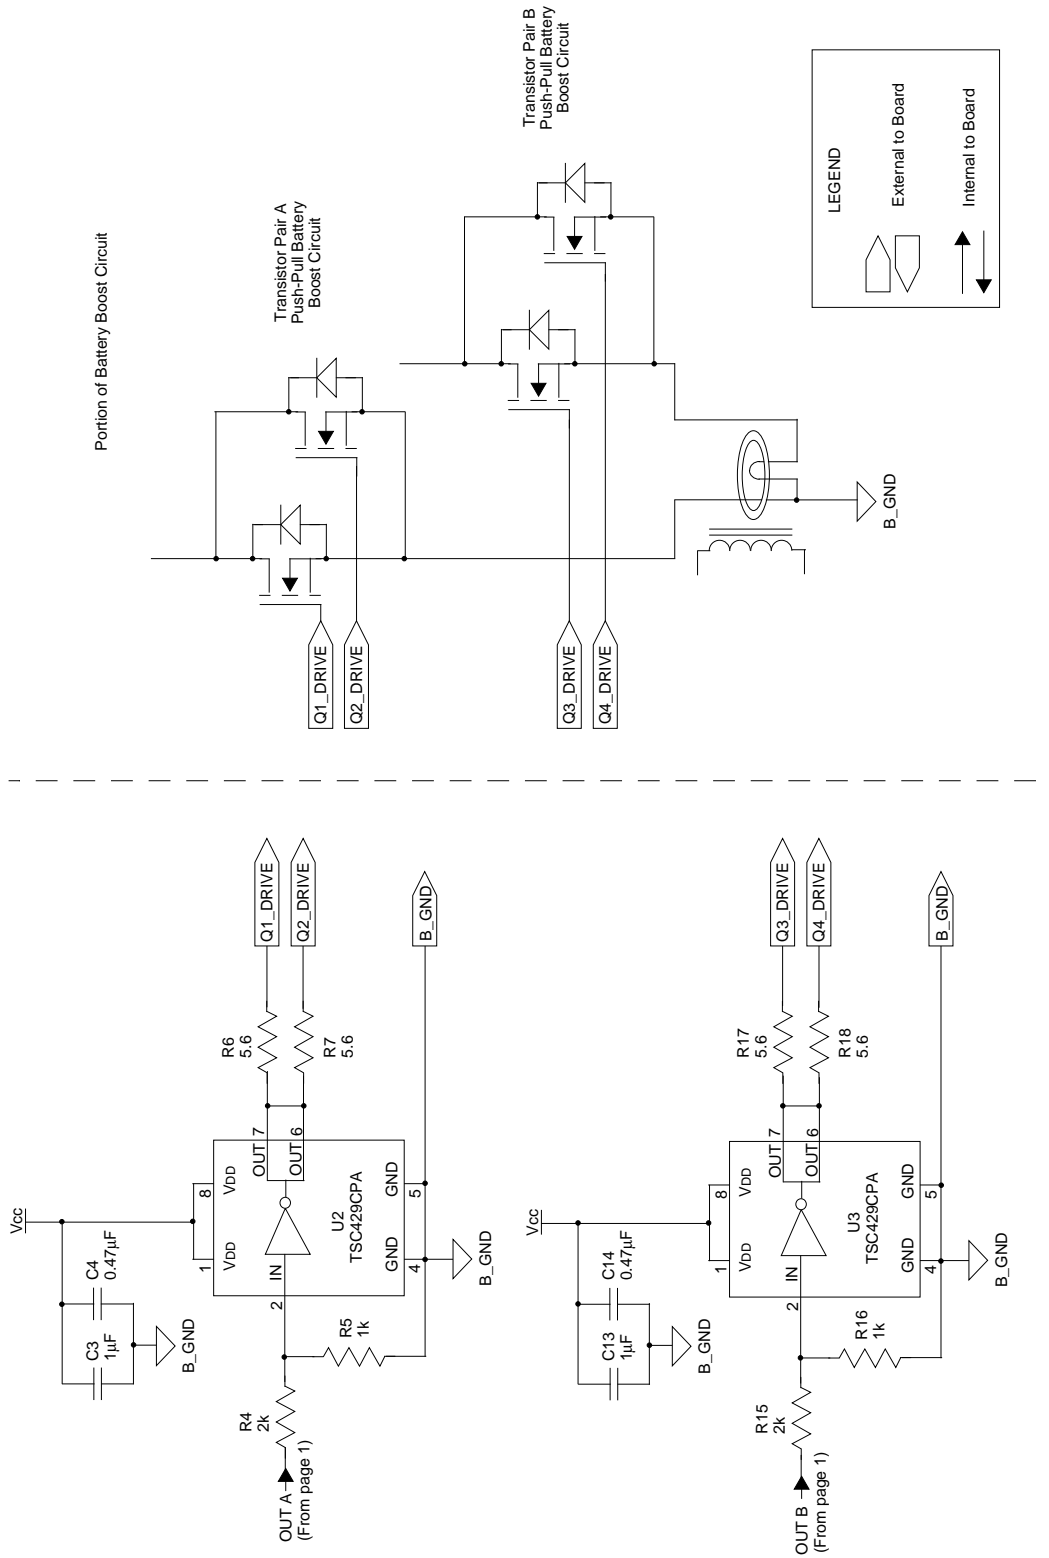 Vcc
C3
1µF
C4
0.47µF
B_GND
1
VDD
8
VDD
OUT A
(From page 1)
R4
2k
R5
1k
2
IN
U2
TSC429CPA
OUT 7
OUT 6
GND
4
GND
5
B_GND
R6
5.6
R7
5.6
Q1_DRIVE
Q2_DRIVE
B_GND
Vcc
C13
1µF
C14
0.47µF
B_GND
1
VDD
8
VDD
OUT B
(From page 1)
R15
2k
R16
1k
2
IN
U3
TSC429CPA
OUT 7
OUT 6
GND
4
GND
5
B_GND
R17
5.6
R18
5.6
Q3_DRIVE
Q4_DRIVE
B_GND
Portion of Battery Boost Circuit
Transistor Pair A
Push-Pull Battery
Boost Circuit
Q1_DRIVE
Q2_DRIVE
Transistor Pair B
Push-Pull Battery
Boost Circuit
Q3_DRIVE
Q4_DRIVE
B_GND
LEGEND
External to Board
Internal to Board